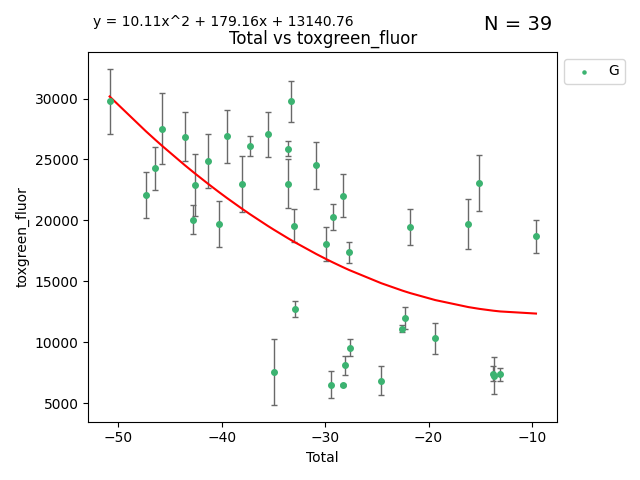 y = 10.11x^2 + 179.16x + 13140.76
N = 39
Total vs toxgreen_fluor
G
toxgreen_fluor
30000
25000
20000
15000
10000
5000
−50
−40
−30
−20
−10
Total